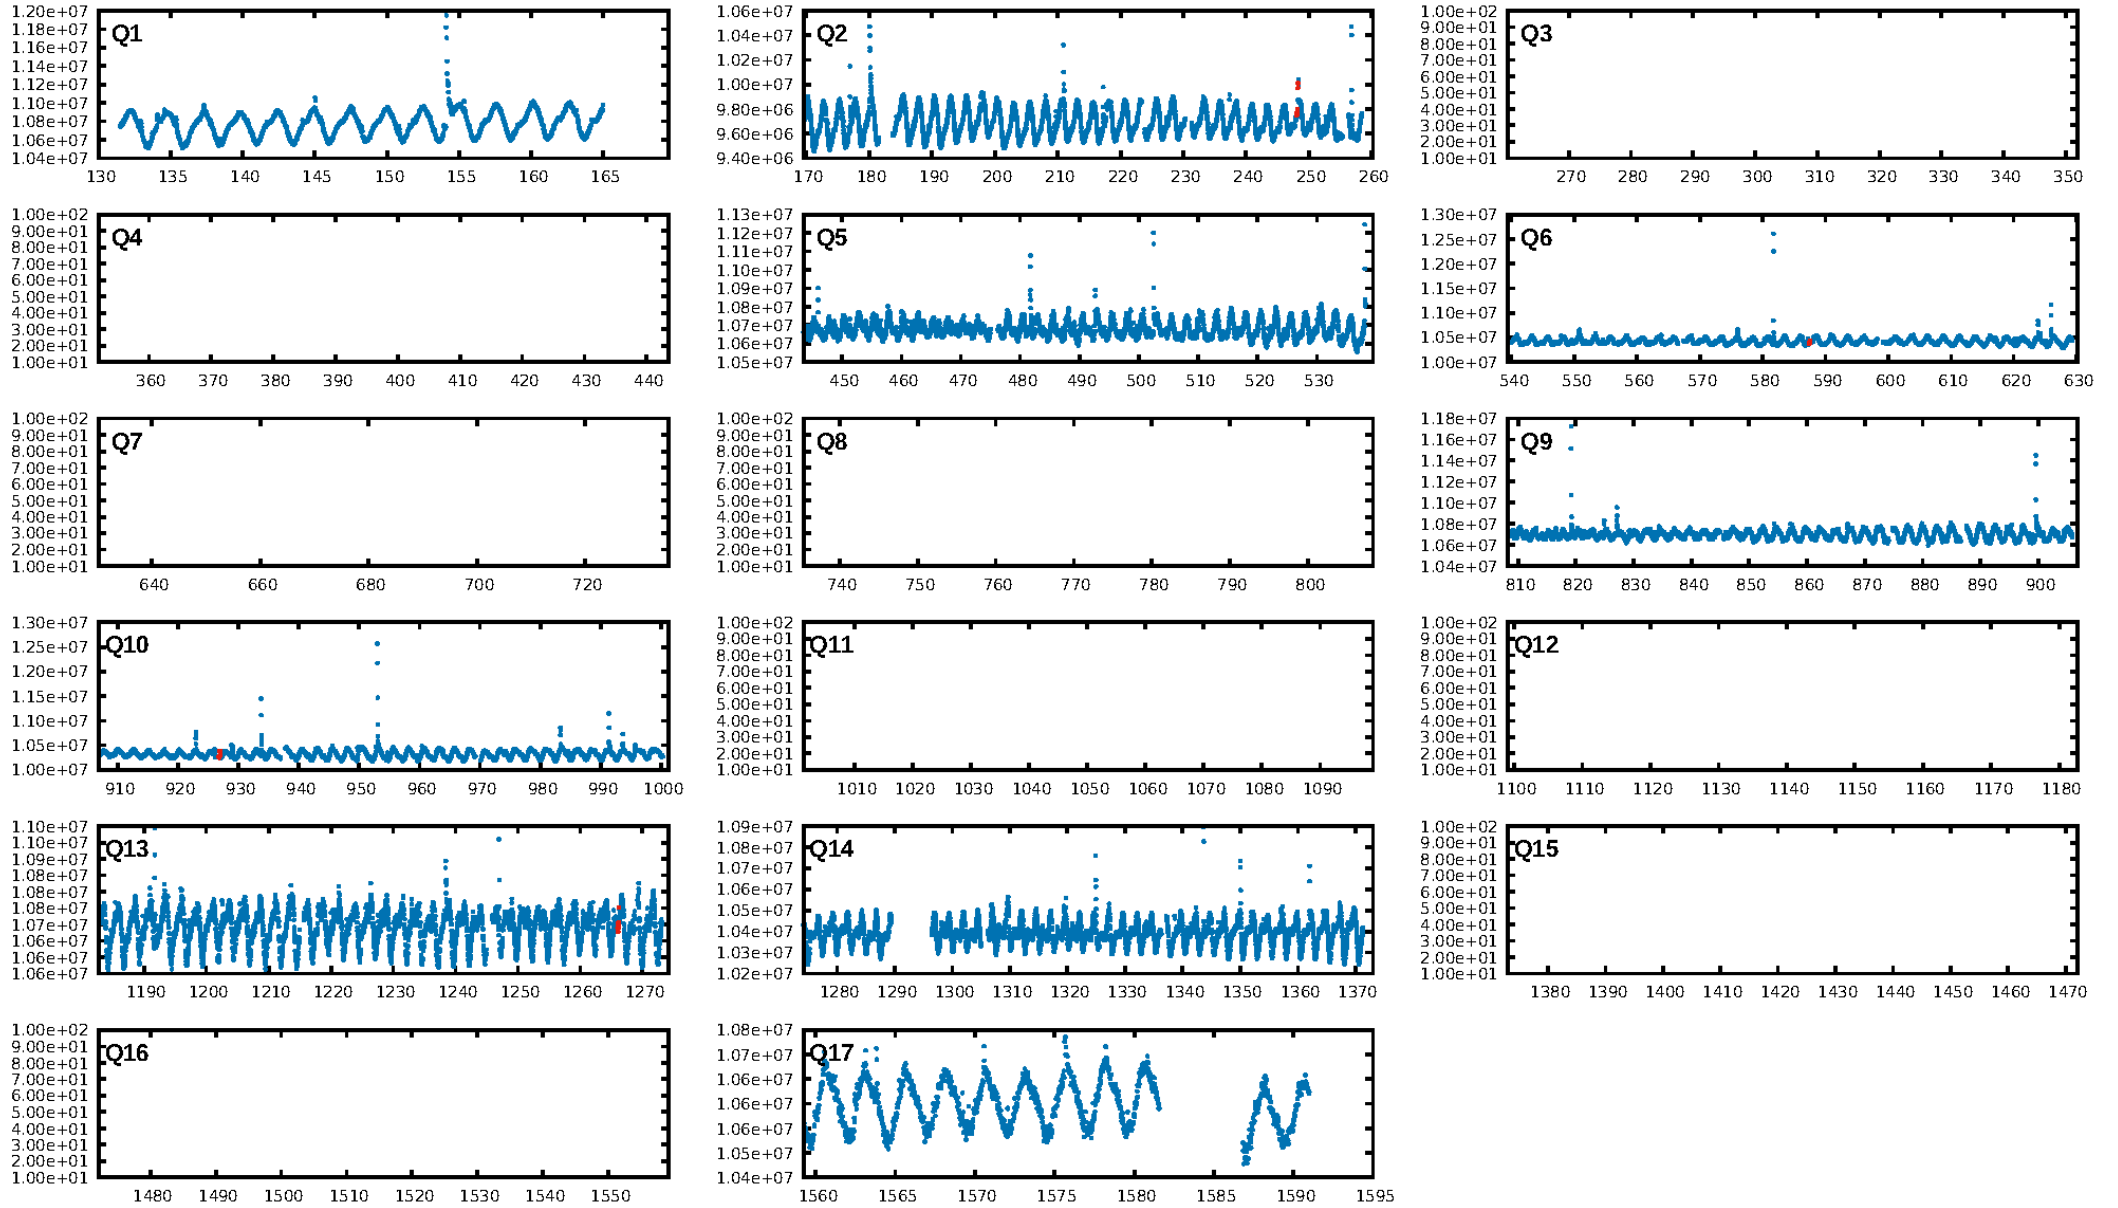 1.20e+07
1.18e+07
Q1
1.16e+07
1.14e+07
1.12e+07
1.10e+07
1.08e+07
1.06e+07
1.04e+07
130 135 140 145 150 155 160 165
1.06e+07
Q2
1.04e+07
1.02e+07
1.00e+07
9.80e+06
9.60e+06
9.40e+06
170 180 190 200 210 220 230 240 250 260
1.00e+02
9.00e+01
Q3
8.00e+01
7.00e+01
6.00e+01
5.00e+01
4.00e+01
3.00e+01
2.00e+01
1.00e+01
270 280 290 300 310 320 330 340 350
1.00e+02
9.00e+01
Q4
8.00e+01
7.00e+01
6.00e+01
5.00e+01
4.00e+01
3.00e+01
2.00e+01
1.00e+01
360 370 380 390 400 410 420 430 440
1.13e+07
1.12e+07
Q5
1.11e+07
1.10e+07
1.09e+07
1.08e+07
1.07e+07
1.06e+07
1.05e+07
450 460 470 480 490 500 510 520 530
1.30e+07
Q6
1.25e+07
1.20e+07
1.15e+07
1.10e+07
1.05e+07
1.00e+07
540 550 560 570 580 590 600 610 620 630
1.00e+02
9.00e+01
Q7
8.00e+01
7.00e+01
6.00e+01
5.00e+01
4.00e+01
3.00e+01
2.00e+01
1.00e+01
640 660 680 700 720
1.00e+02
9.00e+01
Q8
8.00e+01
7.00e+01
6.00e+01
5.00e+01
4.00e+01
3.00e+01
2.00e+01
1.00e+01
740 750 760 770 780 790 800
1.18e+07
Q9
1.16e+07
1.14e+07
1.12e+07
1.10e+07
1.08e+07
1.06e+07
1.04e+07
810 820 830 840 850 860 870 880 890 900
1.30e+07
Q10
1.25e+07
1.20e+07
1.15e+07
1.10e+07
1.05e+07
1.00e+07
910 920 930 940 950 960 970 980 990 1000
1.00e+02
9.00e+01
Q11
8.00e+01
7.00e+01
6.00e+01
5.00e+01
4.00e+01
3.00e+01
2.00e+01
1.00e+01
1010 1020 1030 1040 1050 1060 1070 1080 1090
1.00e+02
9.00e+01
Q12
8.00e+01
7.00e+01
6.00e+01
5.00e+01
4.00e+01
3.00e+01
2.00e+01
1.00e+01
1100 1110 1120 1130 1140 1150 1160 1170 1180
1.10e+07
1.10e+07
Q13
1.09e+07
1.08e+07
1.08e+07
1.08e+07
1.07e+07
1.06e+07
1.06e+07
1.06e+07
1190 1200 1210 1220 1230 1240 1250 1260 1270
1.09e+07
1.08e+07
Q14
1.07e+07
1.06e+07
1.05e+07
1.04e+07
1.03e+07
1.02e+07
1280 1290 1300 1310 1320 1330 1340 1350 1360 1370
1.00e+02
9.00e+01
Q15
8.00e+01
7.00e+01
6.00e+01
5.00e+01
4.00e+01
3.00e+01
2.00e+01
1.00e+01
1380 1390 1400 1410 1420 1430 1440 1450 1460 1470
1.00e+02
9.00e+01
Q16
8.00e+01
7.00e+01
6.00e+01
5.00e+01
4.00e+01
3.00e+01
2.00e+01
1.00e+01
1480 1490 1500 1510 1520 1530 1540 1550
1.08e+07
Q17
1.07e+07
1.06e+07
1.06e+07
1.06e+07
1.05e+07
1.04e+07
1560 1565 1570 1575 1580 1585 1590 1595